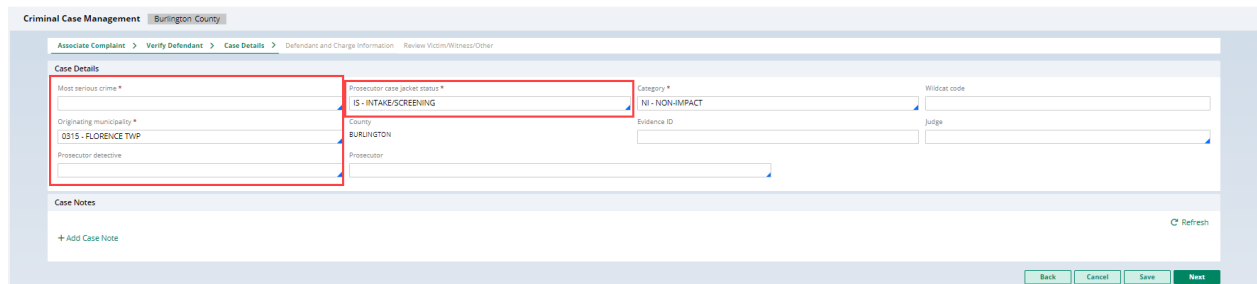 Criminal Case Management Burlington County
Associate Complaint > Verify Defendant > Case Details > Defendant and Charge Information Review Victim/Witness/Other
Case Details
Most serious crime * Prosecutor case jacket status * Category * Wildcat code
IS - INTAKE/SCREENING NI - NON-IMPACT
Originating municipality * County Evidence ID Judge
0315 - FLORENCE TWP BURLINGTON
Prosecutor detective Prosecutor
Case Notes
Refresh
+ Add Case Note
Back Cancel Save Next